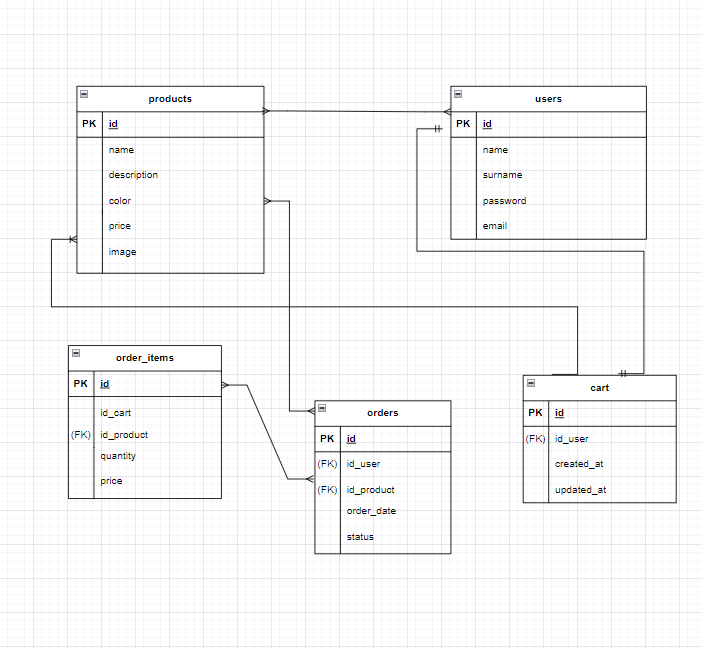 products
PK id
name
description
color
price
image
users
PK id
name
surname
password
email
order_items
PK id
id_cart
(FK) id_product
quantity
price
orders
PK id
(FK) id_user
(FK) id_product
order_date
status
cart
PK id
(FK) id_user
created_at
updated_at